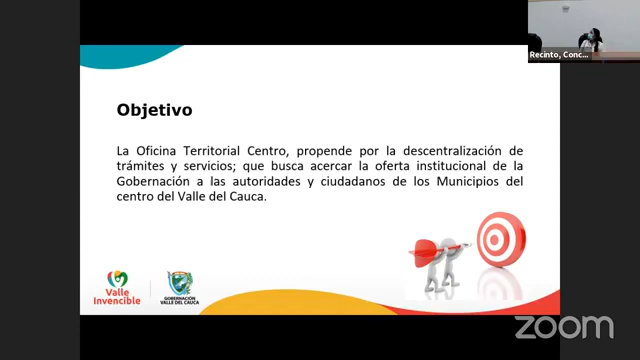 Recinto, Conc...
Objetivo
La Oficina Territorial Centro, propende por la descentralización de
trámites y servicios; que busca acercar la oferta institucional de la
Gobernación a las autoridades y ciudadanos de los Municipios del
centro del Valle del Cauca.
Valle
Invencible
GOBERNACIÓN
VALLE DEL CAUCA
zoom